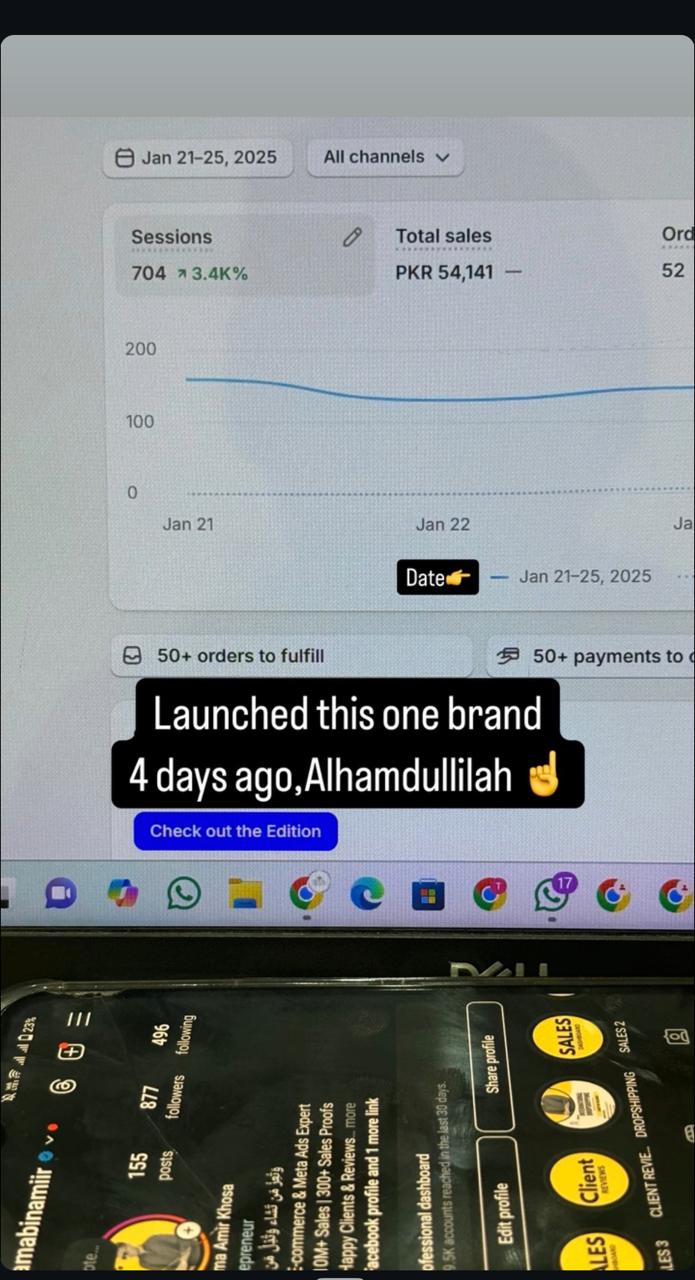 Jan 21–25, 2025
All channels
Sessions
704 ↗ 3.4K%
Total sales
PKR 54,141 —
Ord
52
200
100
0
Jan 21
Jan 22
Ja
Date👉
Jan 21–25, 2025
50+ orders to fulfill
50+ payments to c
Launched this one brand
4 days ago,Alhamdullilah ☝️
Check out the Edition
17
DELL
23%
amabinamiir
155
posts
877
followers
496
following
ma Amir Khosa
epreneur
وَتُعِزُّ مَن تَشَاء وَتُذِلُّ مَن
-commerce & Meta Ads Expert
10M+ Sales | 300+ Sales Proofs
Happy Clients & Reviews... more
acebook profile and 1 more link
ofessional dashboard
9.5K accounts reached in the last 30 days.
Edit profile
Share profile
LES
Client
REVIEWS
SALES
LES 3
CLIENT REVIE...
DROPSHIPPING
SALES 2